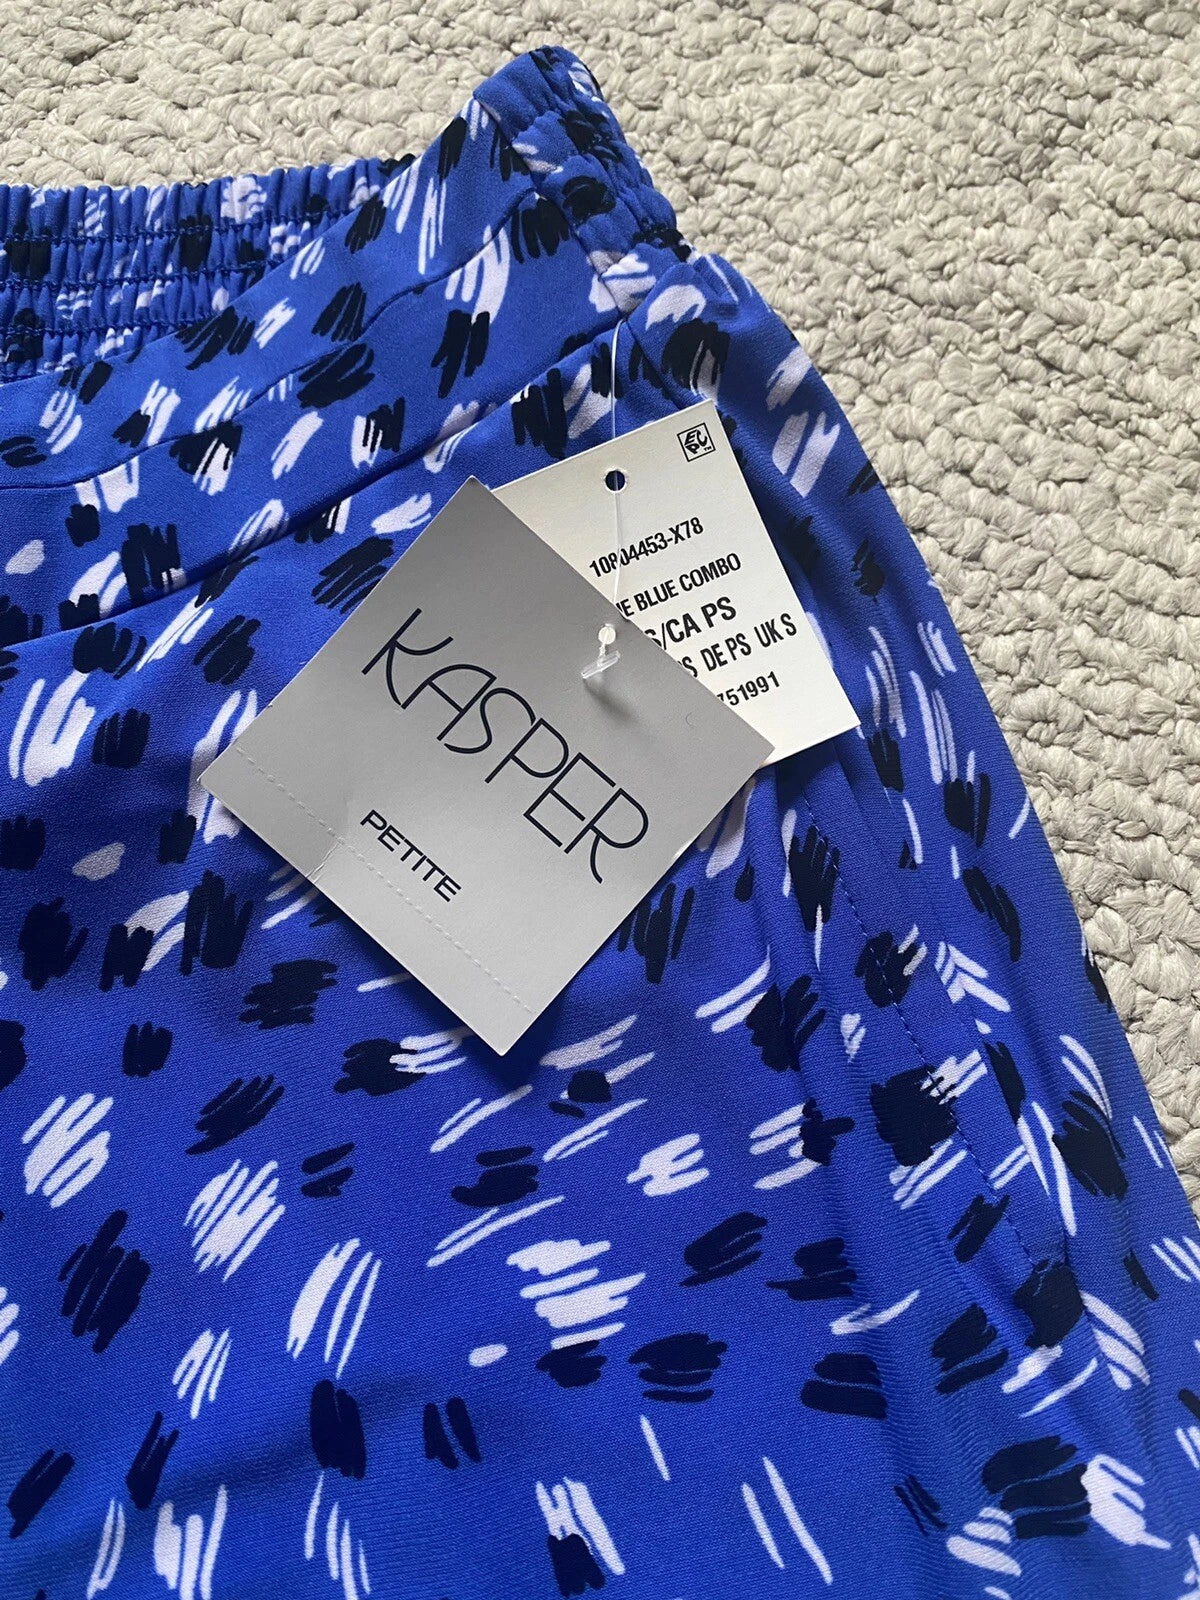 KASPER
PETITE
10804453-X78
BLUE COMBO
/CA PS
DE PS UK S
751991